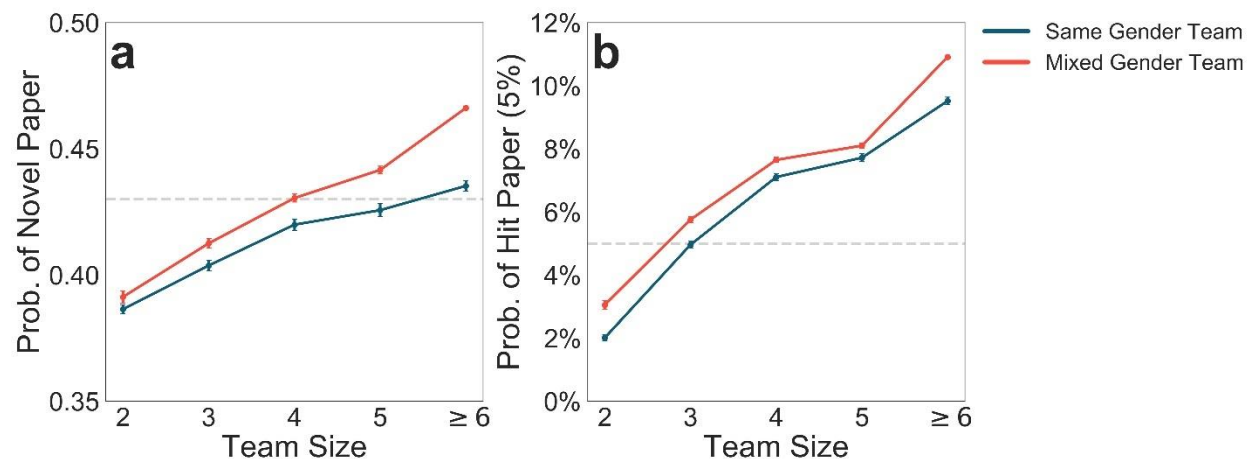 a
Prob. of Novel Paper
0.50
0.45
0.40
0.35
2 3 4 5 ≥ 6
Team Size
b
Prob. of Hit Paper (5%)
12%
10%
8%
6%
4%
2%
0%
2 3 4 5 ≥ 6
Team Size
Same Gender Team
Mixed Gender Team